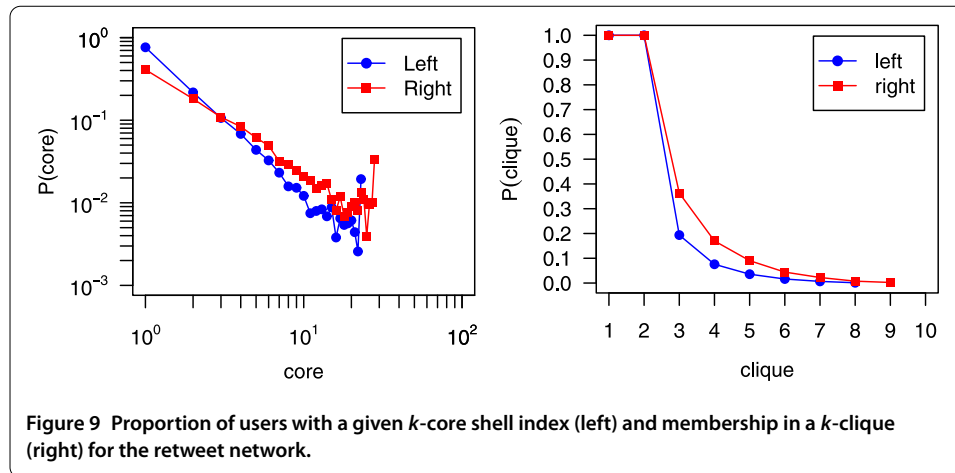 10^0
10^-1
10^-2
10^-3
P(core)
Left
Right
10^0
10^1
10^2
core
1.0
0.9
0.8
0.7
0.6
0.5
0.4
0.3
0.2
0.1
0.0
P(clique)
left
right
1 2 3 4 5 6 7 8 9 10
clique
Figure 9 Proportion of users with a given k-core shell index (left) and membership in a k-clique
(right) for the retweet network.